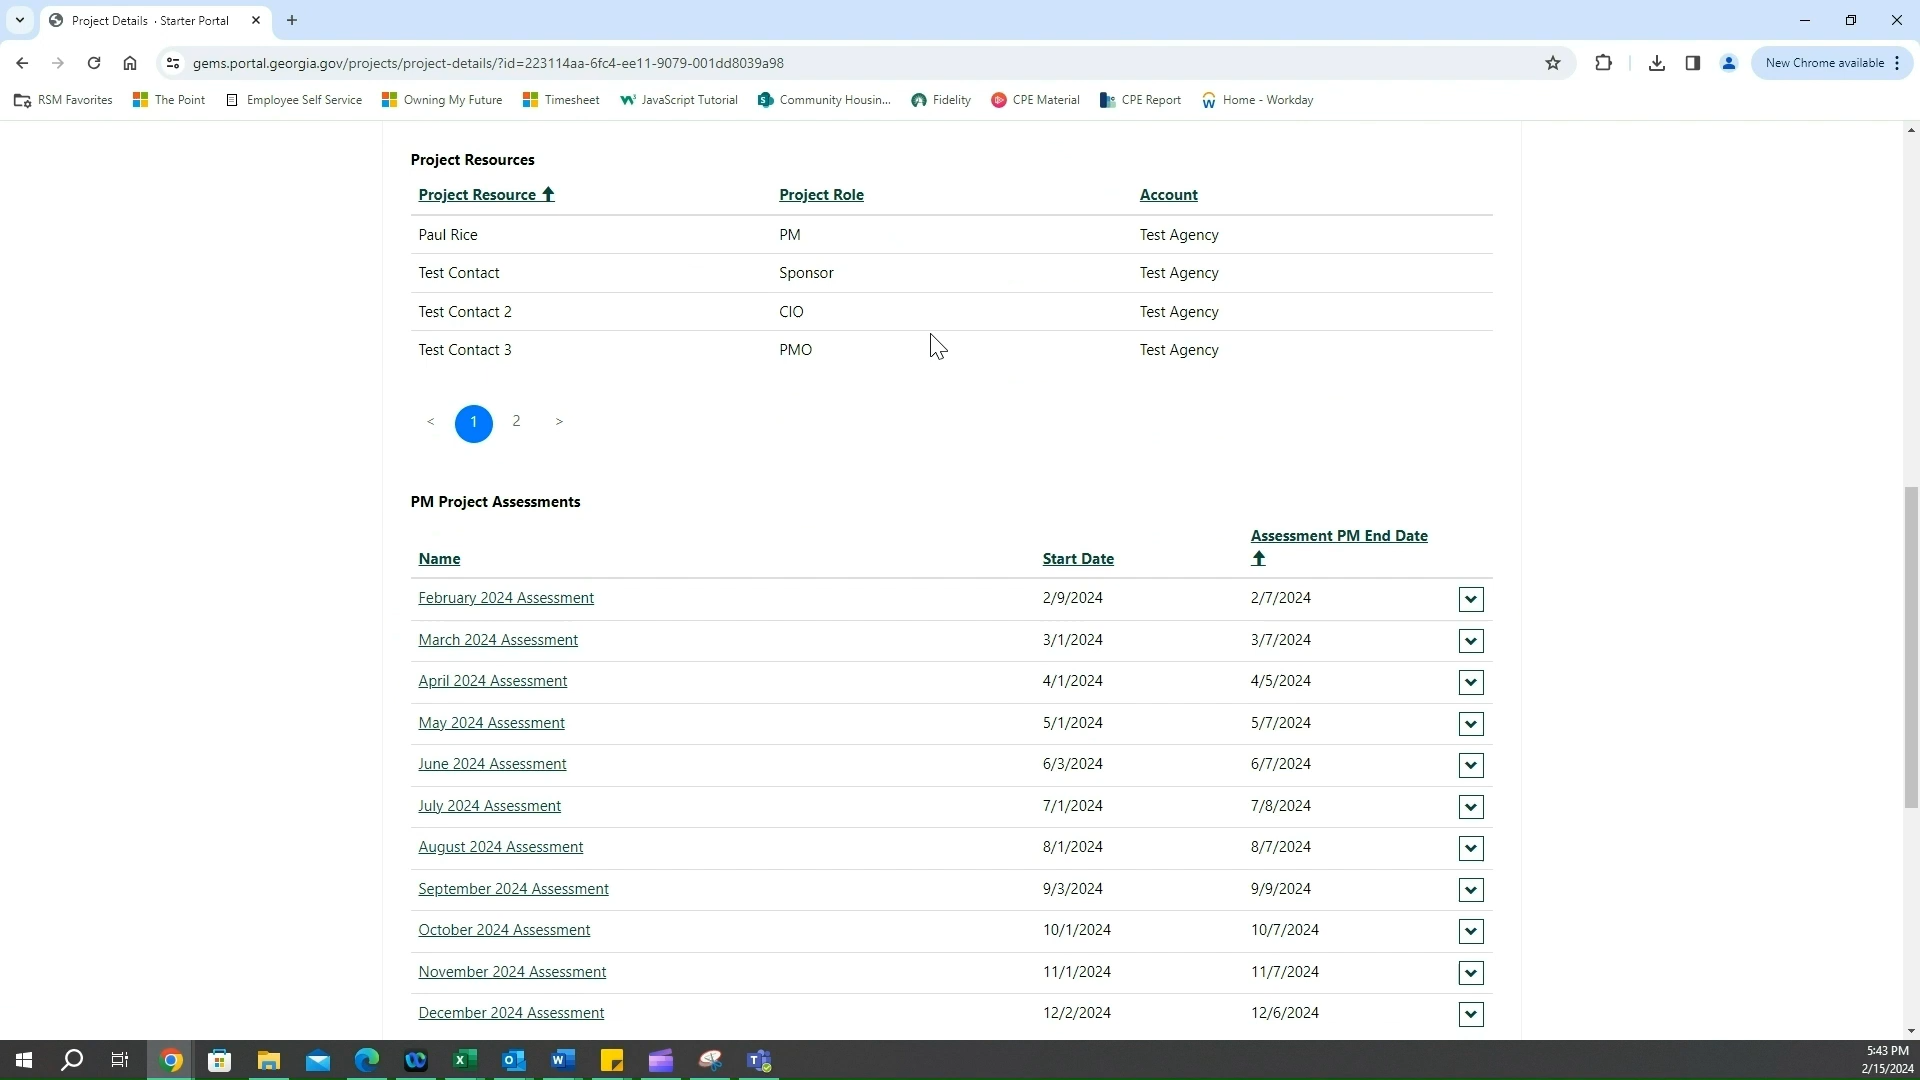 Project Details · Starter Portal
gems.portal.georgia.gov/projects/project-details/?id=223114aa-6fc4-ee11-9079-001dd8039a98
New Chrome available
RSM Favorites The Point Employee Self Service Owning My Future Timesheet JavaScript Tutorial Community Housin... Fidelity CPE Material CPE Report Home - Workday
Project Resources
Project Resource Project Role Account
Paul Rice PM Test Agency
Test Contact Sponsor Test Agency
Test Contact 2 CIO Test Agency
Test Contact 3 PMO Test Agency
< 1 2 >
PM Project Assessments
Name Start Date Assessment PM End Date
February 2024 Assessment 2/9/2024 2/7/2024
March 2024 Assessment 3/1/2024 3/7/2024
April 2024 Assessment 4/1/2024 4/5/2024
May 2024 Assessment 5/1/2024 5/7/2024
June 2024 Assessment 6/3/2024 6/7/2024
July 2024 Assessment 7/1/2024 7/8/2024
August 2024 Assessment 8/1/2024 8/7/2024
September 2024 Assessment 9/3/2024 9/9/2024
October 2024 Assessment 10/1/2024 10/7/2024
November 2024 Assessment 11/1/2024 11/7/2024
December 2024 Assessment 12/2/2024 12/6/2024
5:43 PM
2/15/2024